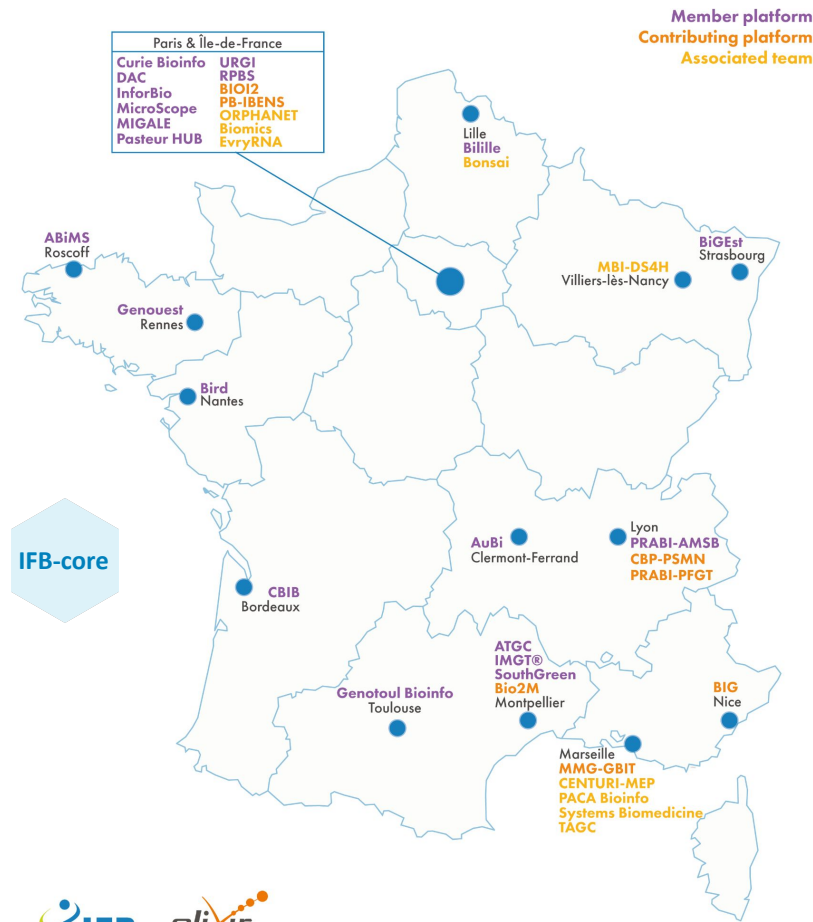 Member platform
Contributing platform
Associated team
Paris & Île-de-France
Curie Bioinfo
DAC
InforBio
MicroScope
MIGALE
Pasteur HUB
URGI
RPBS
BIOI2
PB-IBENS
ORPHANET
Biomics
EvryRNA
Lille
Bilille
Bonsai
ABiMS
Roscoff
BiGEst
Strasbourg
MBI-DS4H
Villiers-lès-Nancy
Genouest
Rennes
Bird
Nantes
IFB-core
AuBi
Clermont-Ferrand
Lyon
PRABI-AMSB
CBP-PSMN
PRABI-PFGT
CBIB
Bordeaux
ATGC
IMGT®
SouthGreen
Bio2M
Montpellier
Genotoul Bioinfo
Toulouse
BIG
Nice
Marseille
MMG-GBIT
CENTURI-MEP
PACA Bioinfo
Systems Biomedicine
TAGC
IFB
elixir